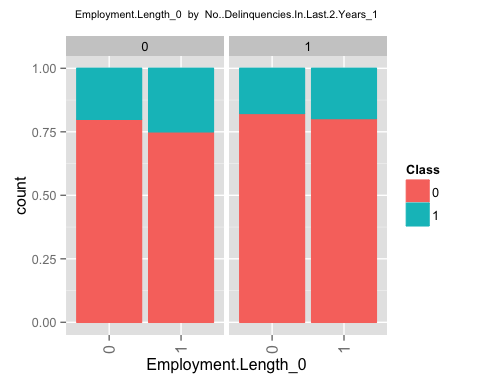 Employment.Length_0 by No..Delinquencies.In.Last.2.Years_1
0 1
1.00
0.75
0.50
0.25
0.00
count
0 1 0 1
Employment.Length_0
Class
0
1